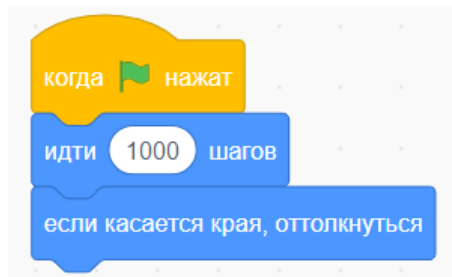 когда нажат
идти 1000 шагов
если касается края, оттолкнуться